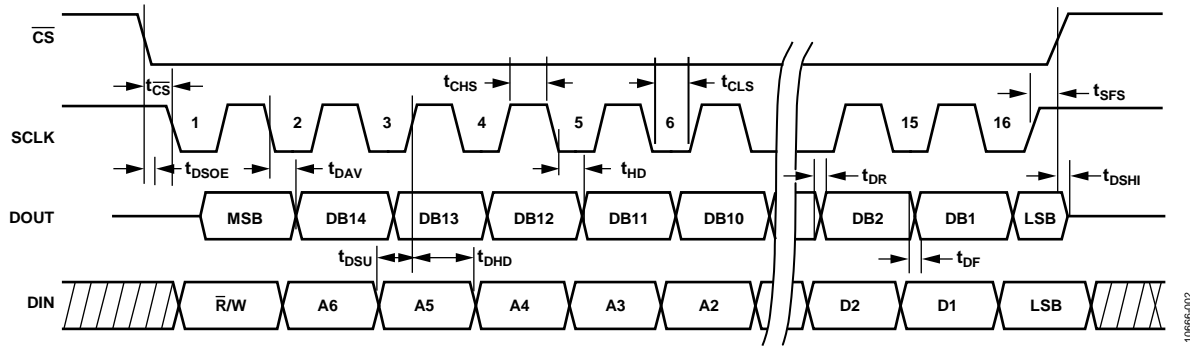 CS
tCS
tCHS
tCLS
tSFS
SCLK
1
2
3
4
5
6
15
16
tDSOE
tDAV
tHD
tDR
tDSHI
DOUT
MSB
DB14
DB13
DB12
DB11
DB10
DB2
DB1
LSB
tDSU
tDHD
tDF
DIN
R/W
A6
A5
A4
A3
A2
D2
D1
LSB
10666-002